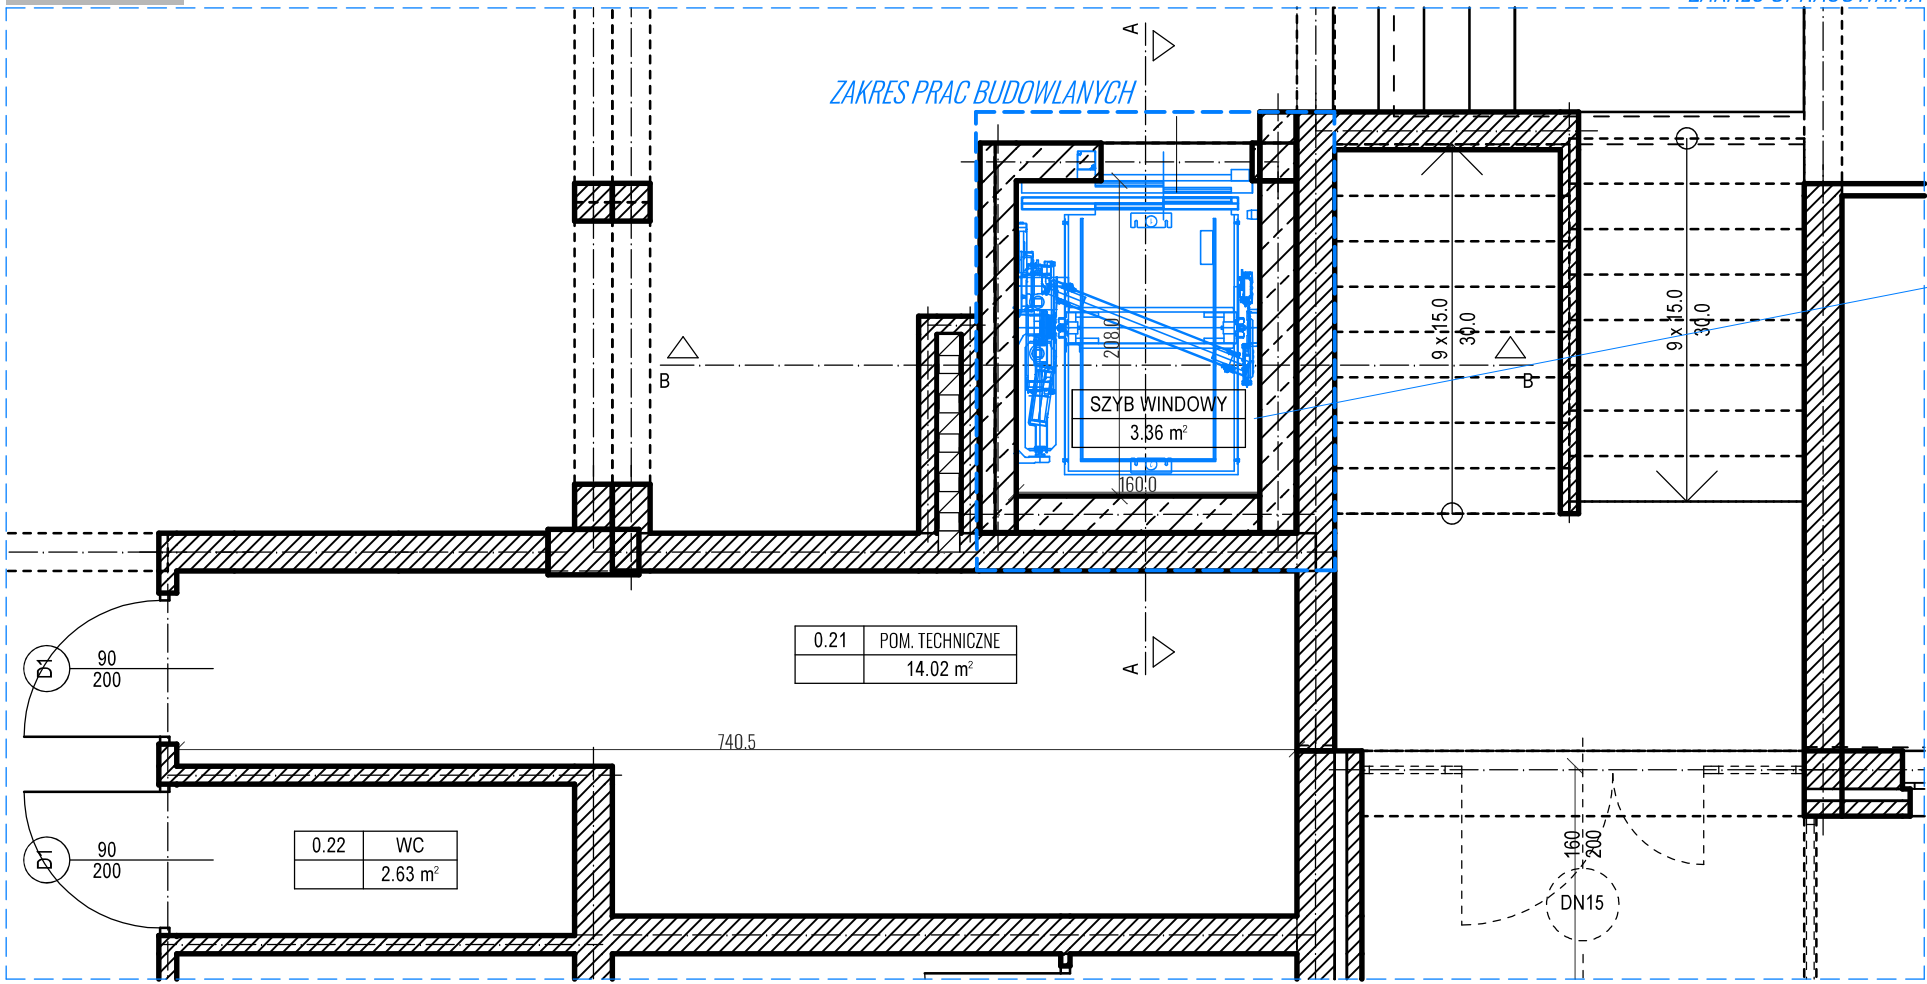 A
ZAKRES PRAC BUDOWLANYCH
208.0
9 x 15.0
30.0
9 x 15.0
30.0
B
B
SZYB WINDOWY
3.36 m²
160.0
0.21 POM. TECHNICZNE
14.02 m²
A
D1
90
200
740.5
0.22 WC
2.63 m²
D1
90
200
160
200
DN15